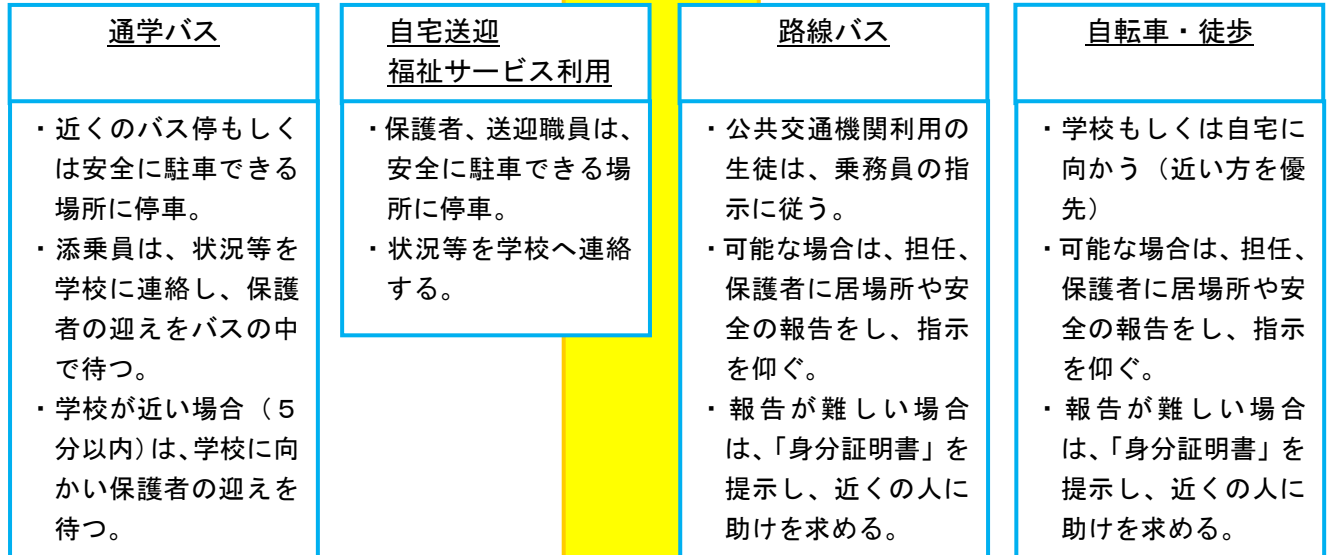 通学バス
・近くのバス停もしく
は安全に駐車できる
場所に停車。
・添乗員は、状況等を
学校に連絡し、保護
者の迎えをバスの中
で待つ。
・学校が近い場合（５
分以内）は、学校に向
かい保護者の迎えを
待つ。
自宅送迎
福祉サービス利用
・保護者、送迎職員は、
安全に駐車できる場
所に停車。
・状況等を学校へ連絡
する。
路線バス
・公共交通機関利用の
生徒は、乗務員の指
示に従う。
・可能な場合は、担任、
保護者に居場所や安
全の報告をし、指示
を仰ぐ。
・報告が難しい場合
は、「身分証明書」を
提示し、近くの人に
助けを求める。
自転車・徒歩
・学校もしくは自宅に
向かう（近い方を優
先）
・可能な場合は、担任、
保護者に居場所や安
全の報告をし、指示
を仰ぐ。
・報告が難しい場合
は、「身分証明書」を
提示し、近くの人に
助けを求める。